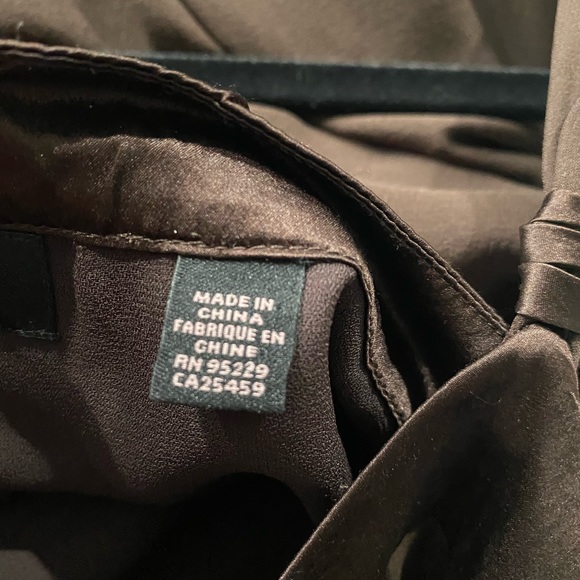 MADE IN
CHINA
FABRIQUE EN
CHINE
RN 95229
CA25459